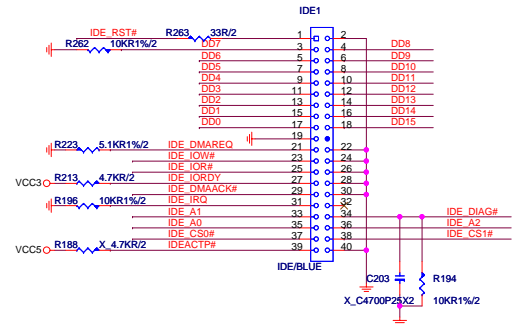 IDE1
IDE_RST# R263 33R/2 1 2
R262 10KR1%/2 DD7 3 4 DD8
DD6 5 6 DD9
DD5 7 8 DD10
DD4 9 10 DD11
DD3 11 12 DD12
DD2 13 14 DD13
DD1 15 16 DD14
DD0 17 18 DD15
19
R223 5.1KR1%/2 IDE_DMAREQ 21 22
IDE_IOW# 23 24
IDE_IOR# 25 26
VCC3 R213 4.7KR/2 IDE_IORDY 27 28
IDE_DMAACK# 29 30
R196 10KR1%/2 IDE_IRQ 31 32
IDE_A1 33 34 IDE_DIAG#
IDE_A0 35 36 IDE_A2
IDE_CS0# 37 38 IDE_CS1#
VCC5 R188 X_4.7KR/2 IDEACTP# 39 40
IDE/BLUE
C203 R194
X_C4700P25X2 10KR1%/2